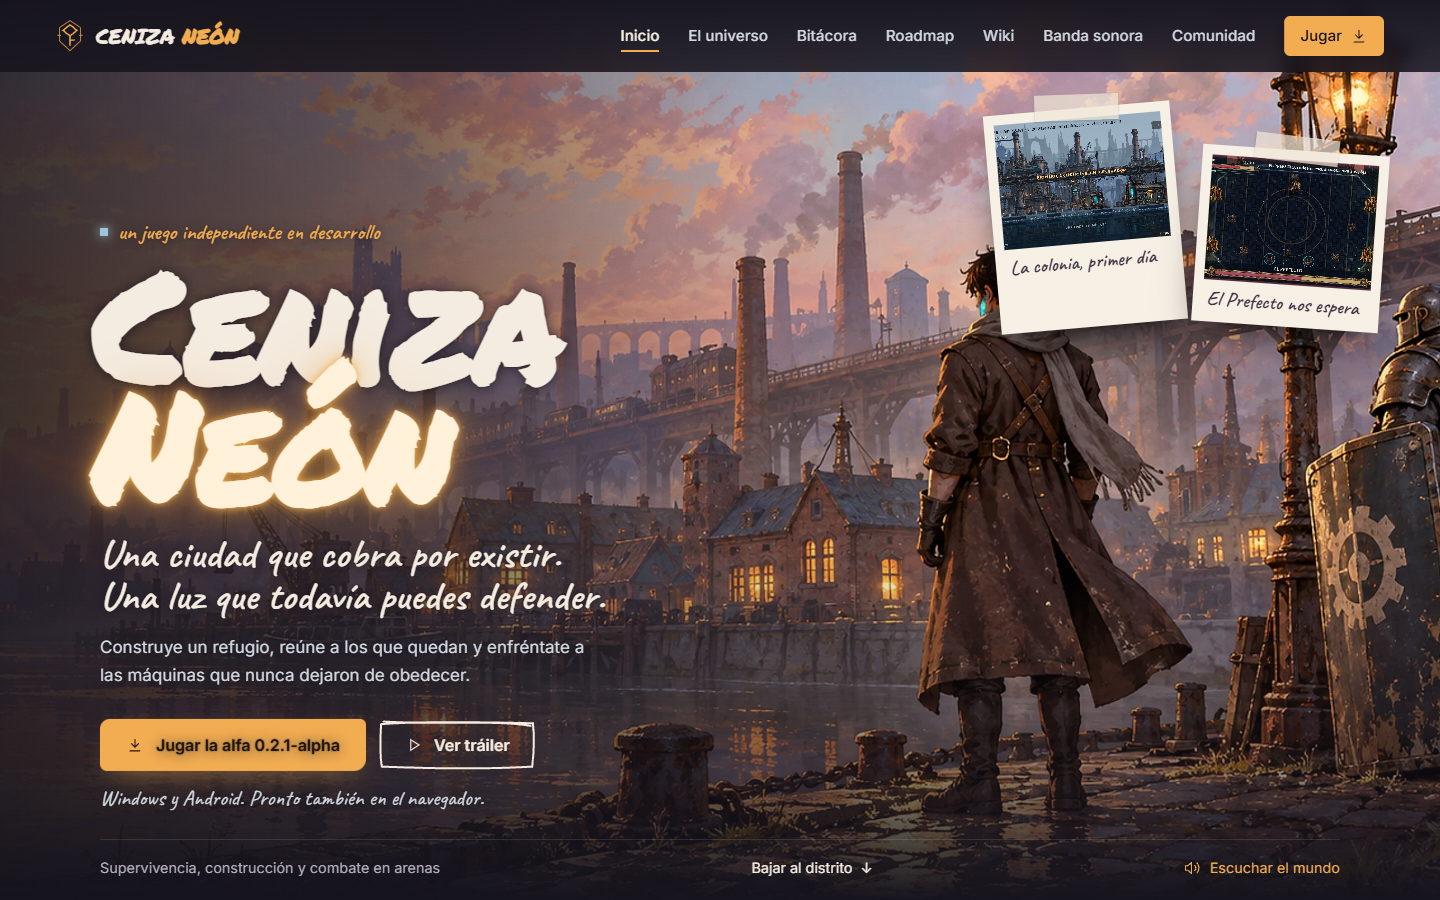 CENIZA NEÓN
Inicio
El universo
Bitácora
Roadmap
Wiki
Banda sonora
Comunidad
Jugar
un juego independiente en desarrollo
CENIZA
NEÓN
La colonia, primer día
El Prefecto nos espera
Una ciudad que cobra por existir.
Una luz que todavía puedes defender.
Construye un refugio, reúne a los que quedan y enfréntate a
las máquinas que nunca dejaron de obedecer.
Jugar la alfa 0.2.1-alpha
Ver tráiler
Windows y Android. Pronto también en el navegador.
Supervivencia, construcción y combate en arenas
Bajar al distrito
Escuchar el mundo